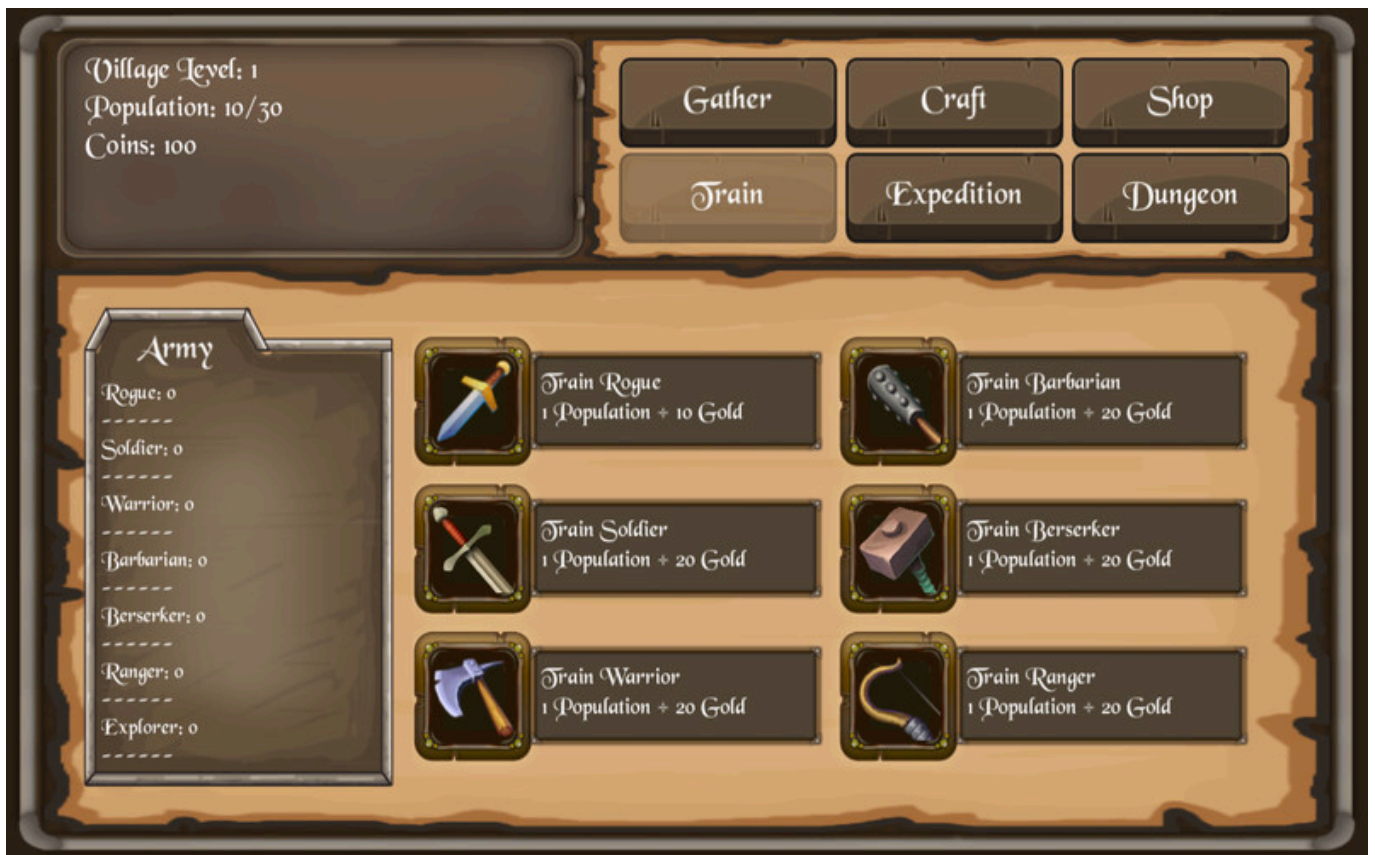 Village Level: 1
Population: 10/30
Coins: 100
Gather
Craft
Shop
Train
Expedition
Dungeon
Army
Rogue: 0
------
Soldier: 0
------
Warrior: 0
------
Barbarian: 0
------
Berserker: 0
------
Ranger: 0
------
Explorer: 0
------
Train Rogue
1 Population + 10 Gold
Train Barbarian
1 Population + 20 Gold
Train Soldier
1 Population + 20 Gold
Train Berserker
1 Population + 20 Gold
Train Warrior
1 Population + 20 Gold
Train Ranger
1 Population + 20 Gold